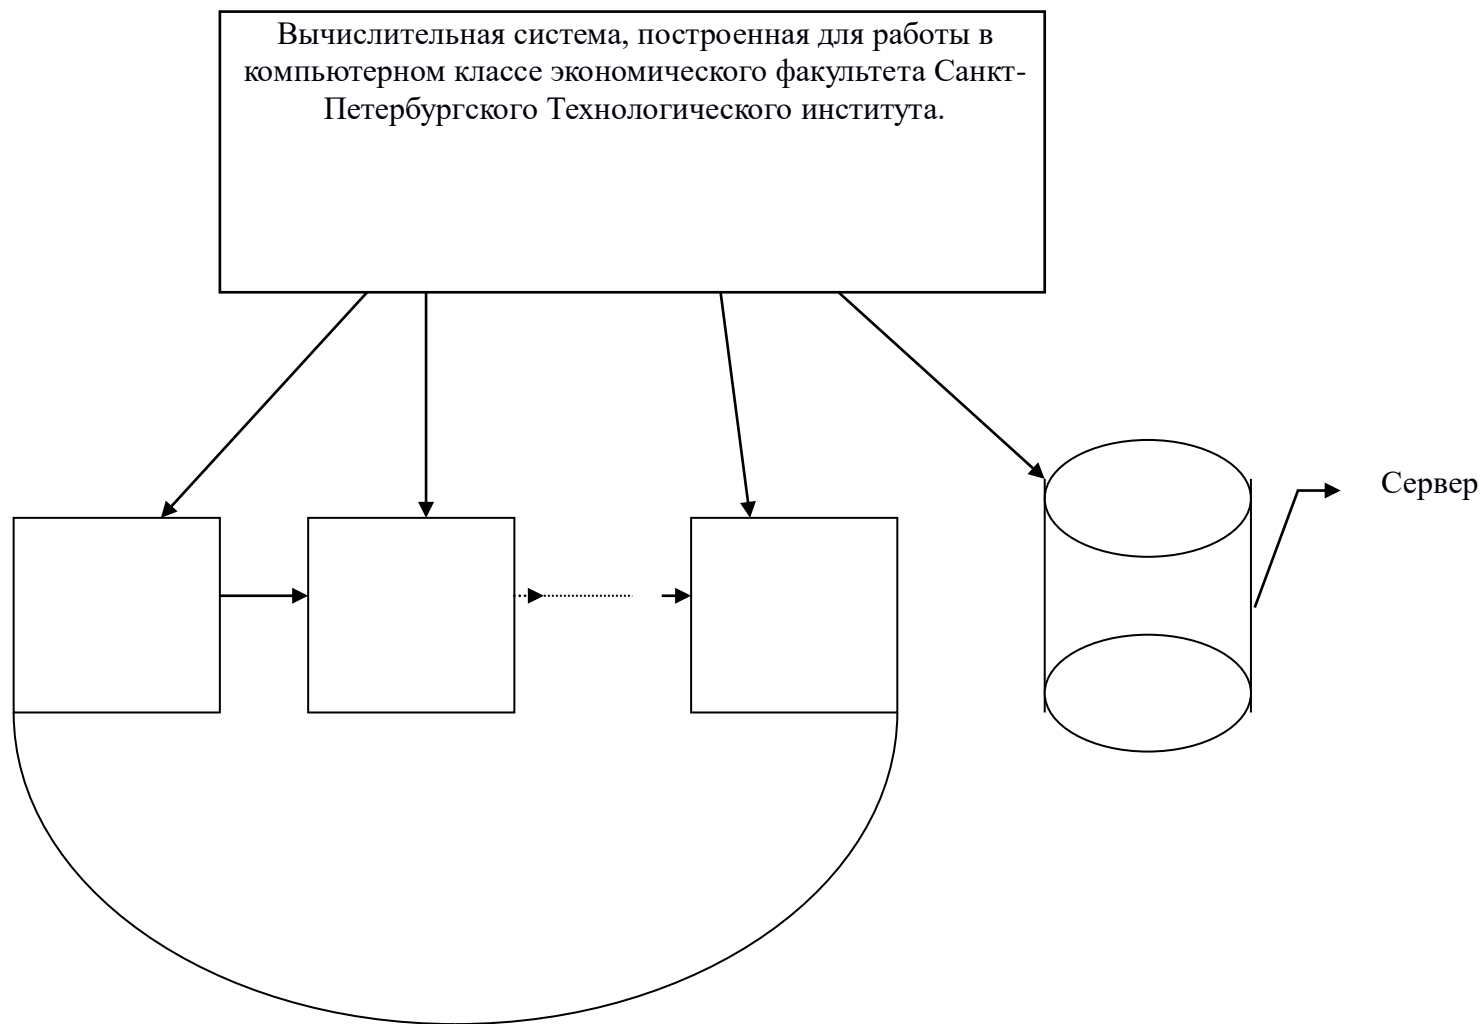 Вычислительная система, построенная для работы в
компьютерном классе экономического факультета Санкт-
Петербургского Технологического института.
Сервер